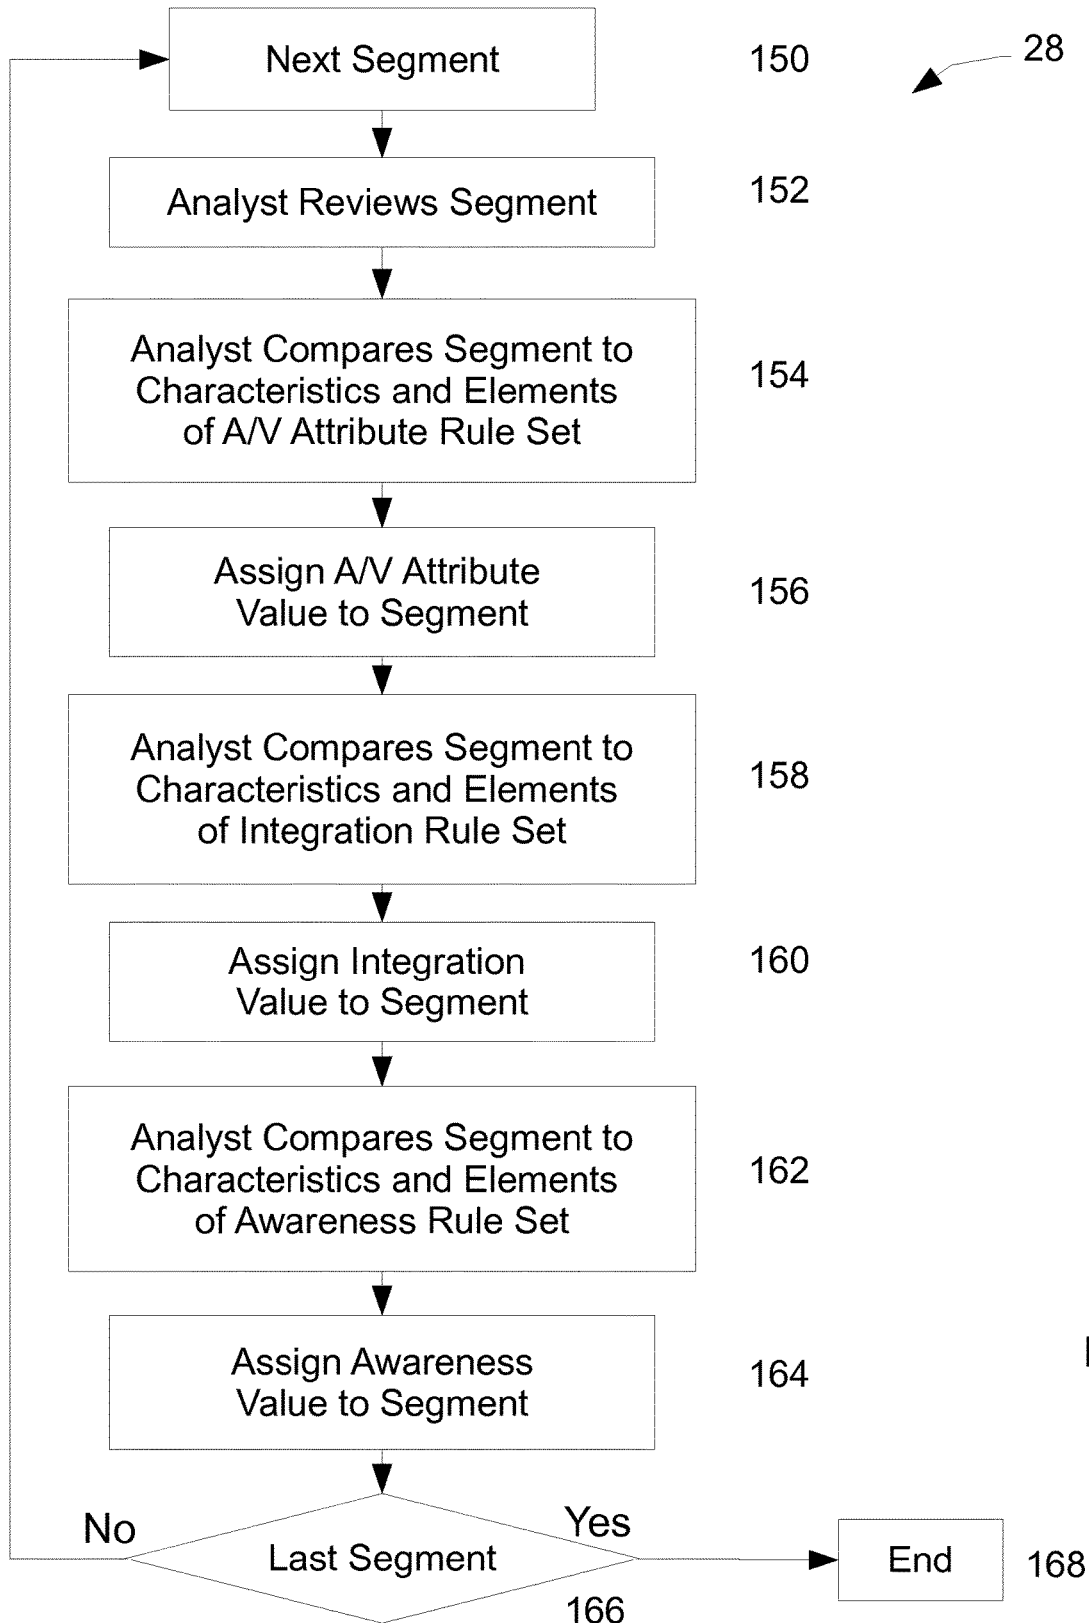 Next Segment
150
28
Analyst Reviews Segment
152
Analyst Compares Segment to
Characteristics and Elements
of A/V Attribute Rule Set
154
Assign A/V Attribute
Value to Segment
156
Analyst Compares Segment to
Characteristics and Elements
of Integration Rule Set
158
Assign Integration
Value to Segment
160
Analyst Compares Segment to
Characteristics and Elements
of Awareness Rule Set
162
Assign Awareness
Value to Segment
164
No
Yes
Last Segment
166
End
168